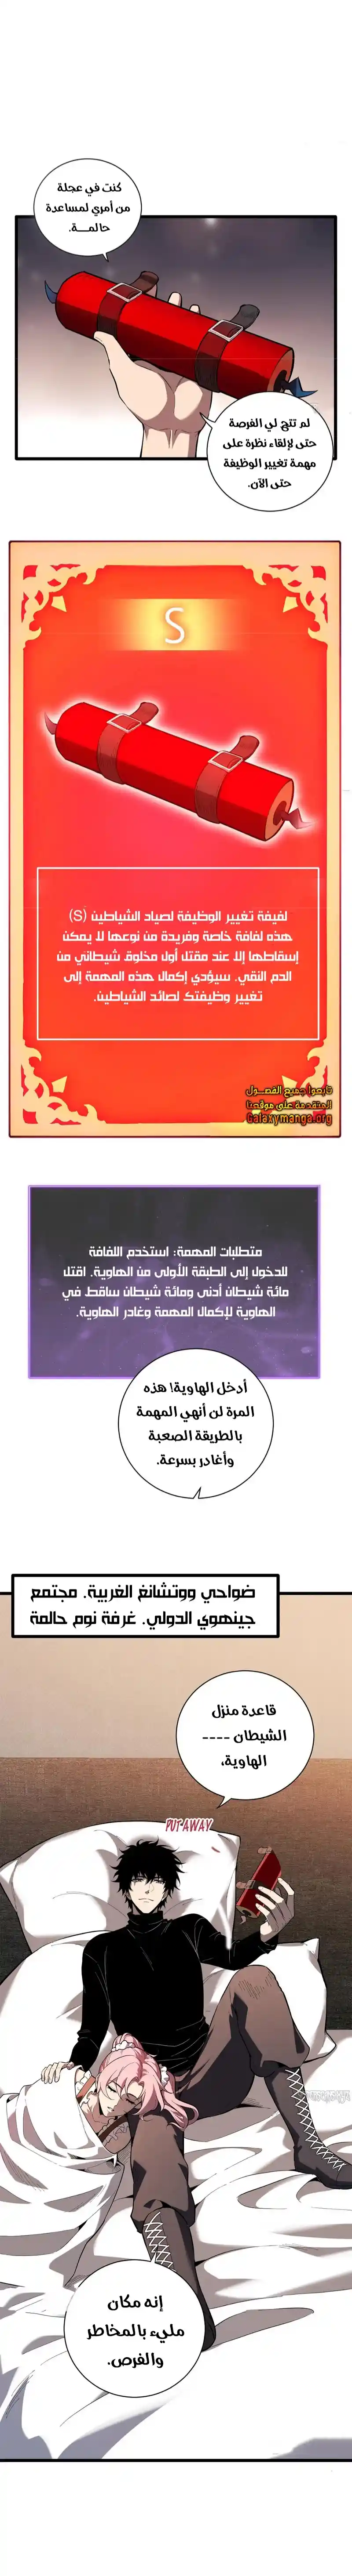 كنت في عجلة
من أمري لمساعدة
حالمـــة.
لم تتح لي الفرصة
حتى لإلقاء نظرة على
مهمة تغيير الوظيفة
حتى الآن.
S
لفيفة تغيير الوظيفة لصياد الشياطين (S)
هذه لفافة خاصة وفريدة من نوعها لا يمكن
إسقاطها إلا عند مقتل أول مخلوق شيطاني من
الدم النقي. سيؤدي إكمال هذه المهمة إلى
تغيير وظيفتك لصائد الشياطين.
تابعوا جميع الفصـــول
المتقدمة على موقعنا
Galaxymanga.org
متطلبات المهمة: استخدم اللفافة
للدخول إلى الطبقة الأولى من الهاوية. اقتل
مائة شيطان أدنى ومائة شيطان ساقط في
الهاوية لإكمال المهمة وغادر الهاوية.
أدخل الهاوية! هذه
المرة لن أنهي المهمة
بالطريقة الصعبة
وأغادر بسرعة.
ضواحي ووتشانغ الغربية. مجتمع
جينهوي الدولي. غرفة نوم حالمة
قاعدة منزل
الشيطان ----
الهاوية،
PUT AWAY
إنه مكان
مليء بالمخاطر
والفرص.